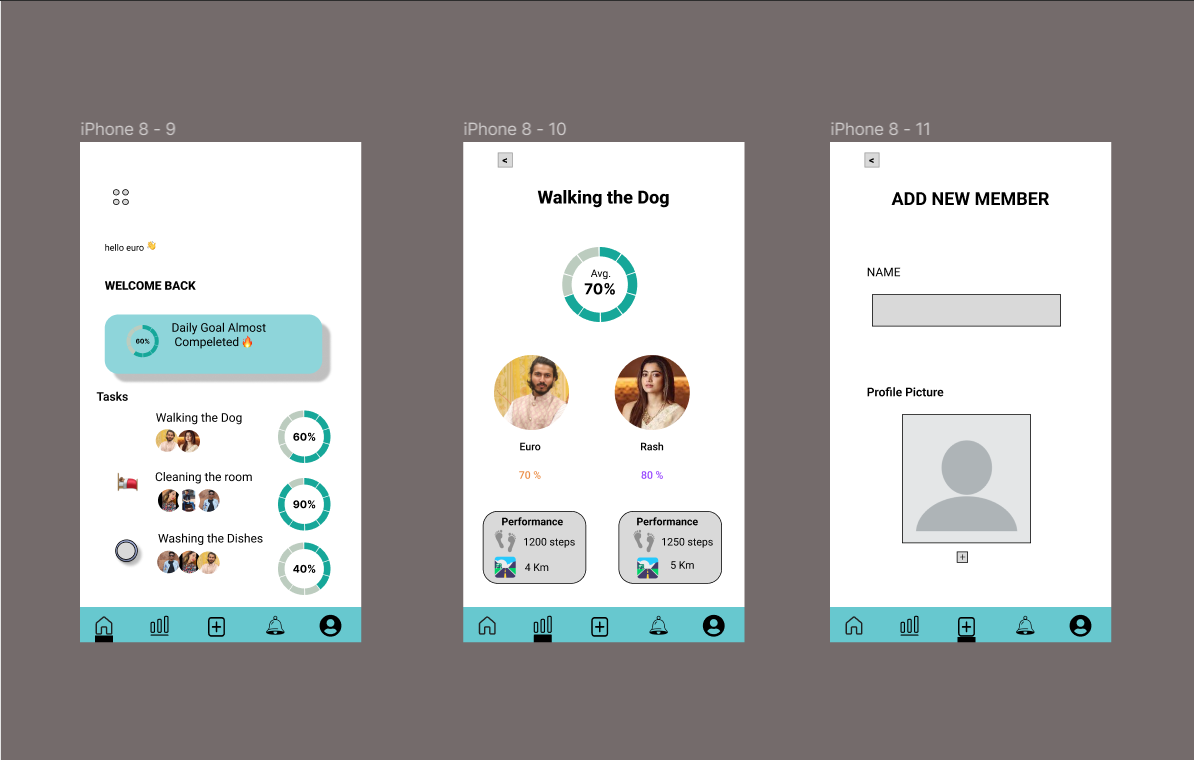 iPhone 8 - 9
hello euro 👋
WELCOME BACK
60%
Daily Goal Almost
Compeleted 🔥
Tasks
Walking the Dog
60%
Cleaning the room
90%
Washing the Dishes
40%
iPhone 8 - 10
<
Walking the Dog
Avg.
70%
Euro
Rash
70 %
80 %
Performance
1200 steps
4 Km
Performance
1250 steps
5 Km
iPhone 8 - 11
<
ADD NEW MEMBER
NAME
Profile Picture
+